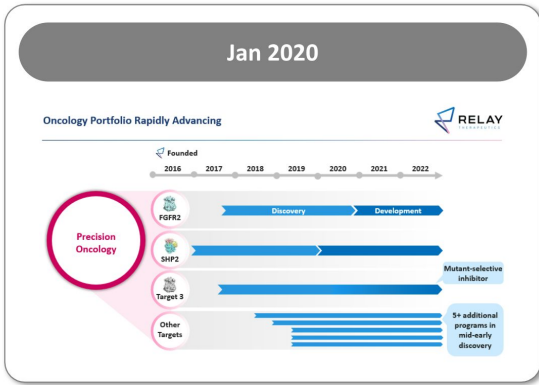 Jan 2020
Oncology Portfolio Rapidly Advancing
RELAY
THERAPEUTICS
Founded
2016 2017 2018 2019 2020 2021 2022
FGFR2
Discovery
Development
Precision
Oncology
SHP2
Mutant-selective
inhibitor
Target 3
Other
Targets
5+ additional
programs in
mid-early
discovery